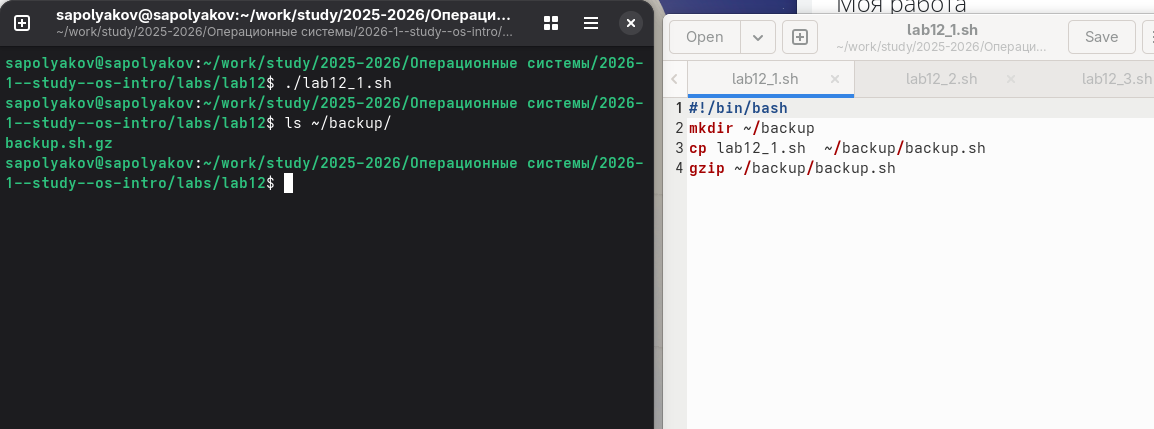 sapolyakov@sapolyakov:~/work/study/2025-2026/Операци...
~/work/study/2025-2026/Операционные системы/2026-1--study--os-intro/...
sapolyakov@sapolyakov:~/work/study/2025-2026/Операционные системы/2026-
1--study--os-intro/labs/lab12$ ./lab12_1.sh
sapolyakov@sapolyakov:~/work/study/2025-2026/Операционные системы/2026-
1--study--os-intro/labs/lab12$ ls ~/backup/
backup.sh.gz
sapolyakov@sapolyakov:~/work/study/2025-2026/Операционные системы/2026-
1--study--os-intro/labs/lab12$
Моя работа
Open
lab12_1.sh
~/work/study/2025-2026/Операци...
Save
lab12_1.sh
lab12_2.sh
lab12_3.sh
1 #!/bin/bash
2 mkdir ~/backup
3 cp lab12_1.sh  ~/backup/backup.sh
4 gzip ~/backup/backup.sh